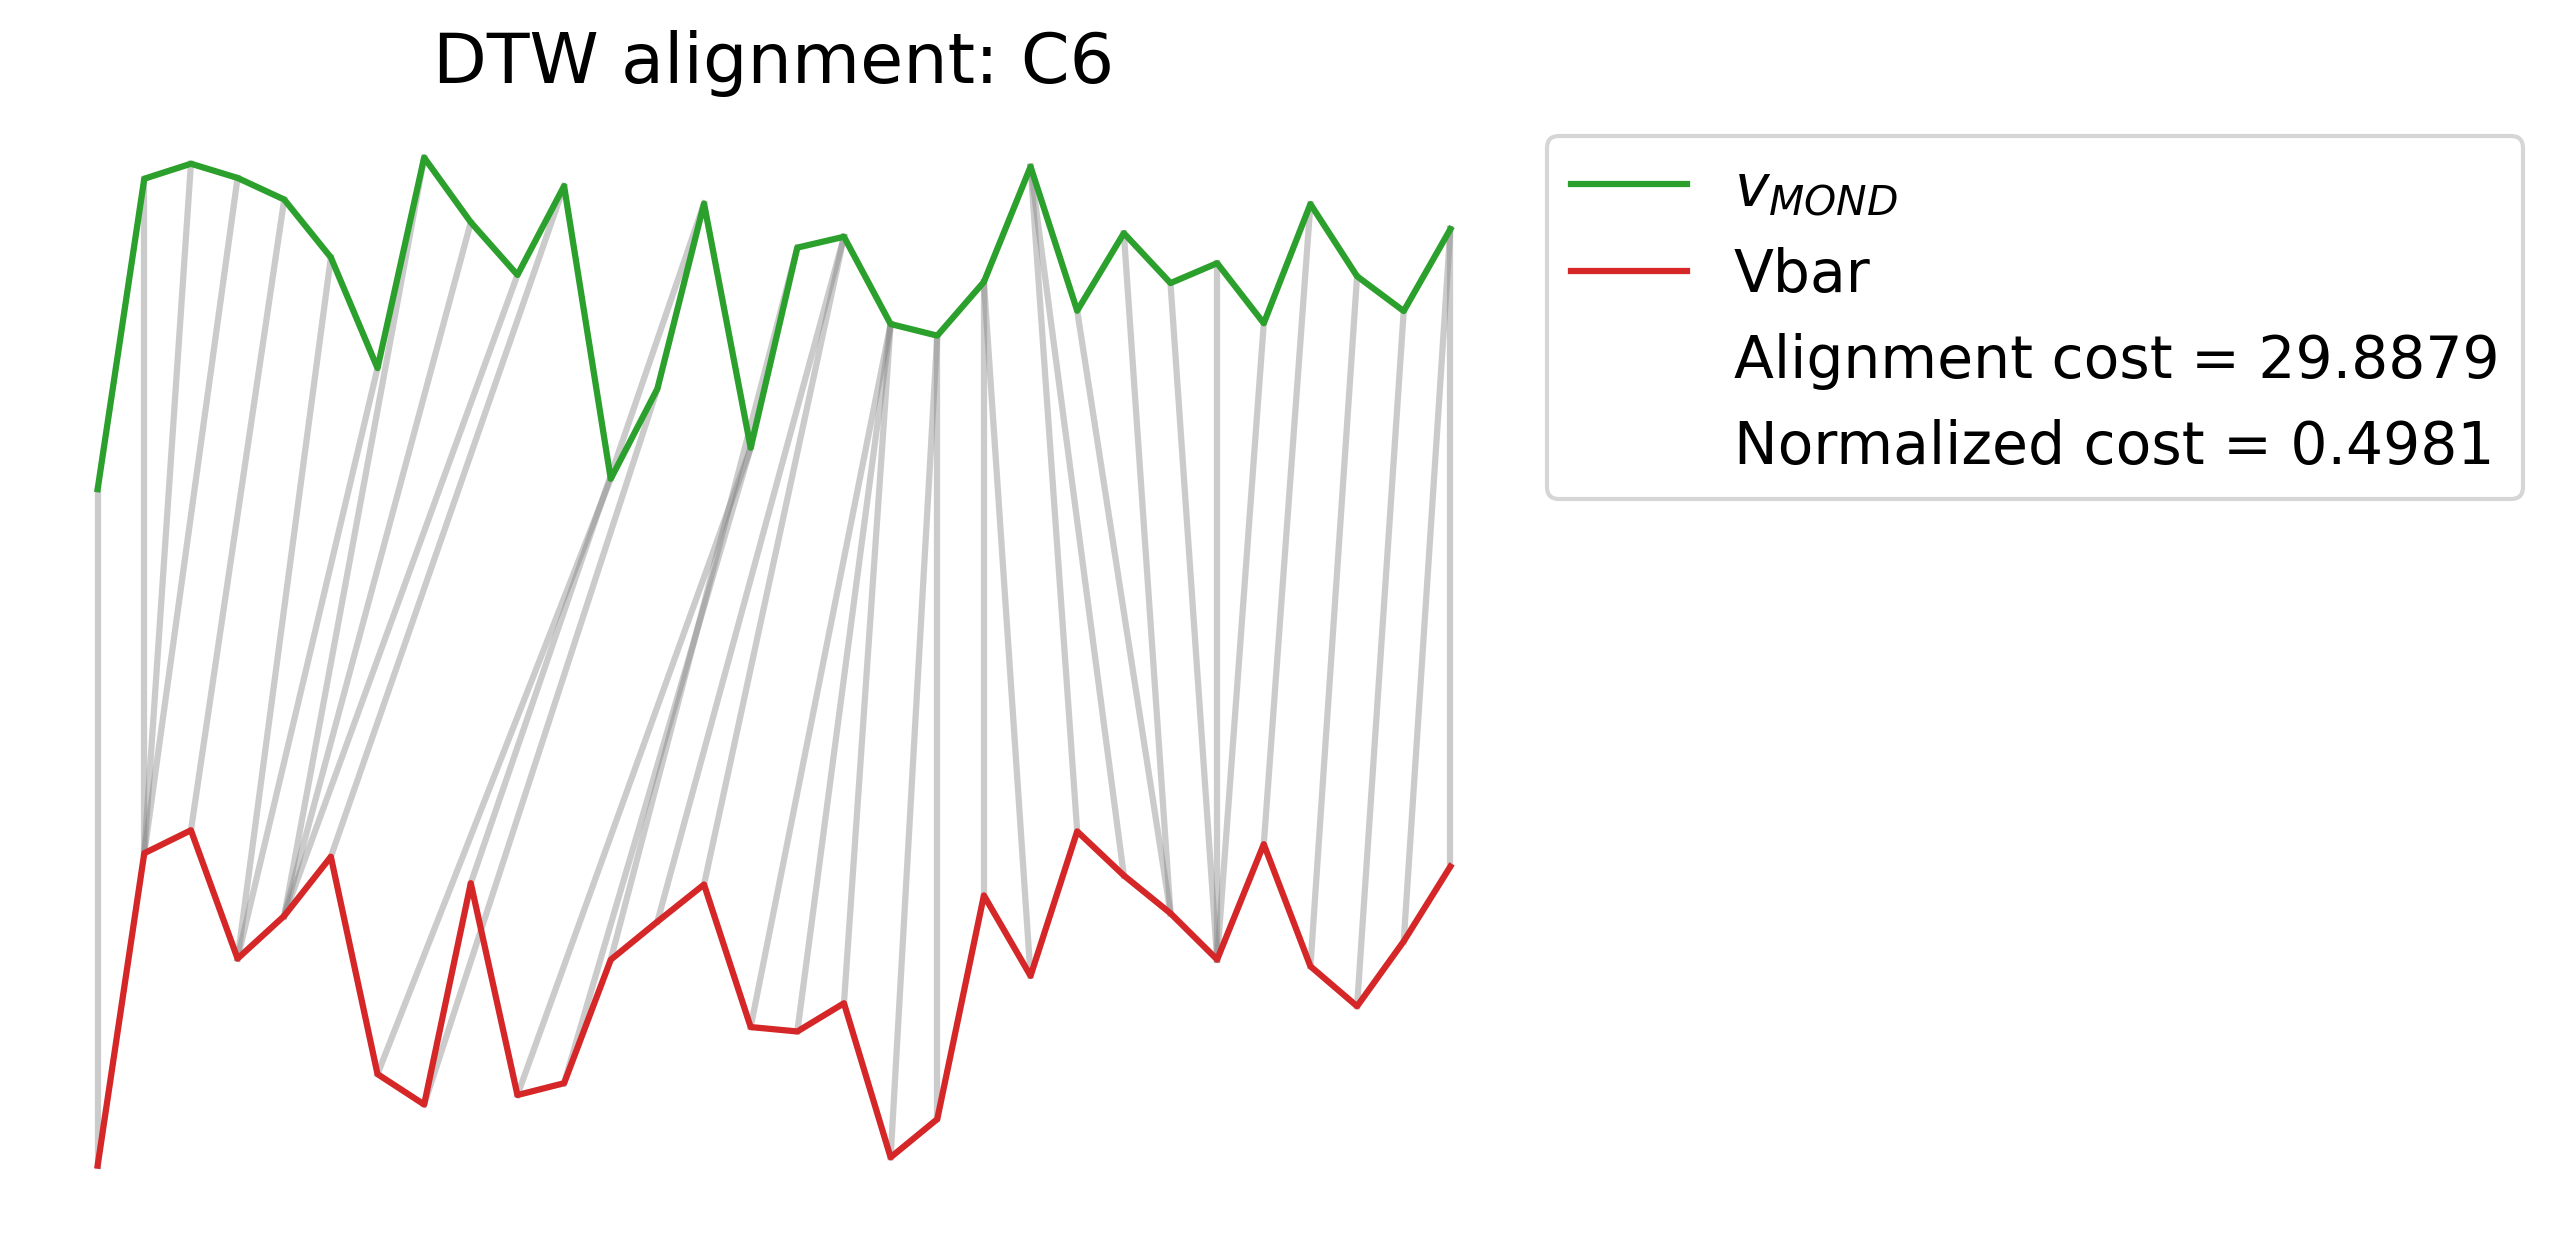 DTW alignment: C6
v_MOND
Vbar
Alignment cost = 29.8879
Normalized cost = 0.4981